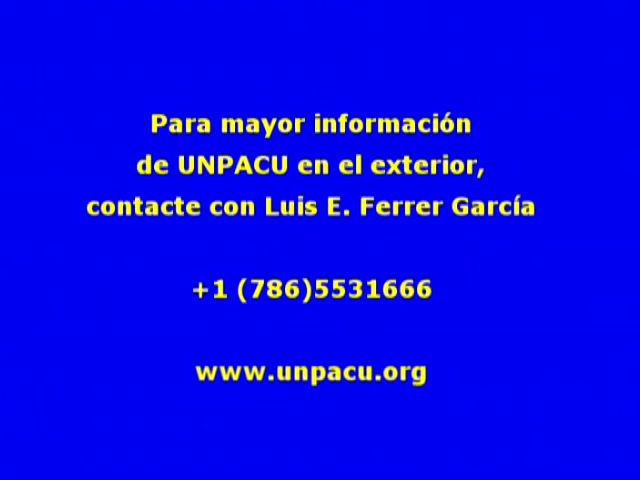 Para mayor información
de UNPACU en el exterior,
contacte con Luis E. Ferrer García
+1 (786)5531666
www.unpacu.org